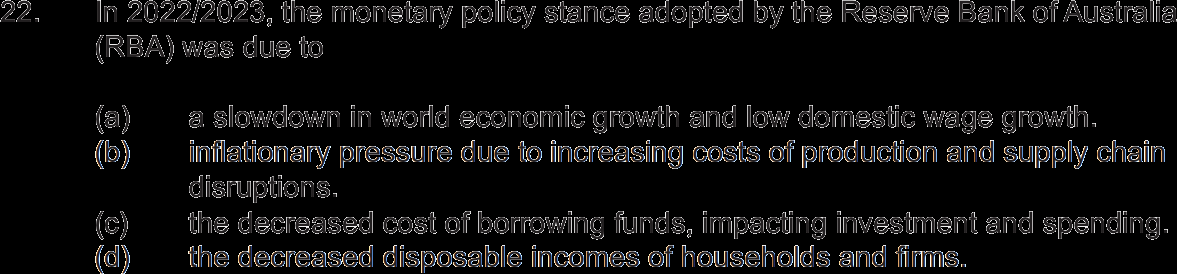 22. In 2022/2023, the monetary policy stance adopted by the Reserve Bank of Australia
(RBA) was due to
(a) a slowdown in world economic growth and low domestic wage growth.
(b) inflationary pressure due to increasing costs of production and supply chain
disruptions.
(c) the decreased cost of borrowing funds, impacting investment and spending.
(d) the decreased disposable incomes of households and firms.